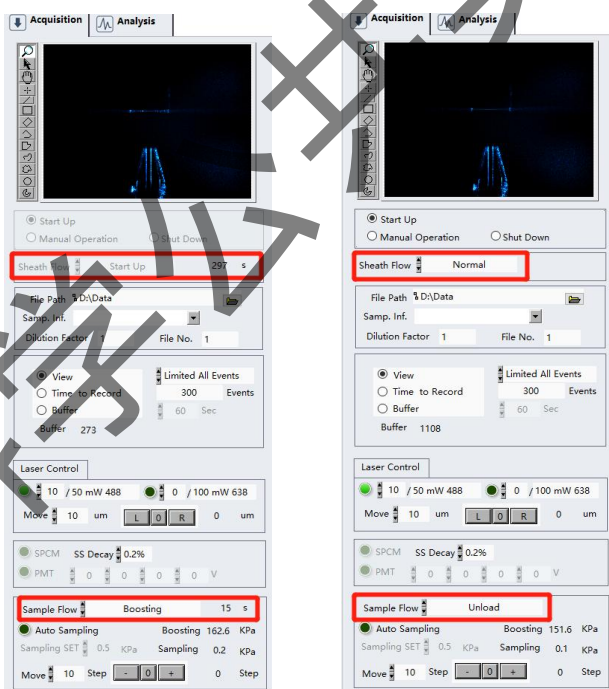 Acquisition Analysis
Start Up
Manual Operation Shut Down
Sheath Flow Start Up 297 s
File Path D:\Data
Samp. Inf.
Dilution Factor 1 File No. 1
View Limited All Events
Time to Record 300 Events
Buffer 60 Sec
Buffer 273
Laser Control
10 /50 mW 488 0 /100 mW 638
Move 10 um L 0 R 0 um
SPCM SS Decay 0.2%
PMT 0 0 0 0 V
Sample Flow Boosting 15 s
Auto Sampling Boosting 162.6 KPa
Sampling SET 0.5 KPa Sampling 0.2 KPa
Move 10 Step - 0 + 0 Step
Acquisition Analysis
Start Up
Manual Operation Shut Down
Sheath Flow Normal
File Path D:\Data
Samp. Inf.
Dilution Factor 1 File No. 1
View Limited All Events
Time to Record 300 Events
Buffer 60 Sec
Buffer 1108
Laser Control
10 /50 mW 488 0 /100 mW 638
Move 10 um L 0 R 0 um
SPCM SS Decay 0.2%
PMT 0 0 0 0 V
Sample Flow Unload
Auto Sampling Boosting 151.6 KPa
Sampling SET 0.5 KPa Sampling 0.1 KPa
Move 10 Step - 0 + 0 Step